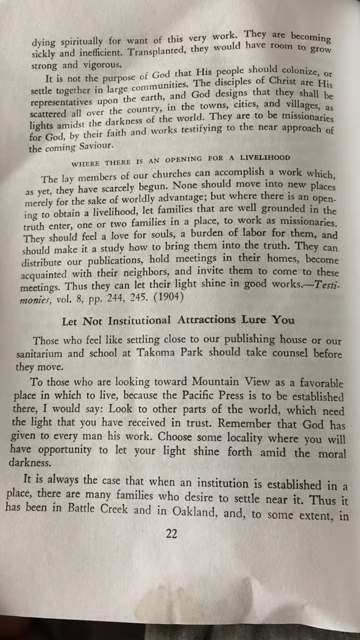 dying spiritually for want of this very work. They are becoming
sickly and inefficient. Transplanted, they would have room to grow
strong and vigorous.
It is not the purpose of God that His people should colonize, or
settle together in large communities. The disciples of Christ are His
representatives upon the earth, and God designs that they shall be
scattered all over the country, in the towns, cities, and villages, as
lights amidst the darkness of the world. They are to be missionaries
for God, by their faith and works testifying to the near approach of
the coming Saviour.
WHERE THERE IS AN OPENING FOR A LIVELIHOOD
The lay members of our churches can accomplish a work which,
as yet, they have scarcely begun. None should move into new places
merely for the sake of worldly advantage; but where there is an open-
ing to obtain a livelihood, let families that are well grounded in the
truth enter, one or two families in a place, to work as missionaries.
They should feel a love for souls, a burden of labor for them, and
should make it a study how to bring them into the truth. They can
distribute our publications, hold meetings in their homes, become
acquainted with their neighbors, and invite them to come to these
meetings. Thus they can let their light shine in good works.—Testi-
monies, vol. 8, pp. 244, 245. (1904)
Let Not Institutional Attractions Lure You
Those who feel like settling close to our publishing house or our
sanitarium and school at Takoma Park should take counsel before
they move.
To those who are looking toward Mountain View as a favorable
place in which to live, because the Pacific Press is to be established
there, I would say: Look to other parts of the world, which need
the light that you have received in trust. Remember that God has
given to every man his work. Choose some locality where you will
have opportunity to let your light shine forth amid the moral
darkness.
It is always the case that when an institution is established in a
place, there are many families who desire to settle near it. Thus it
has been in Battle Creek and in Oakland, and, to some extent, in
22